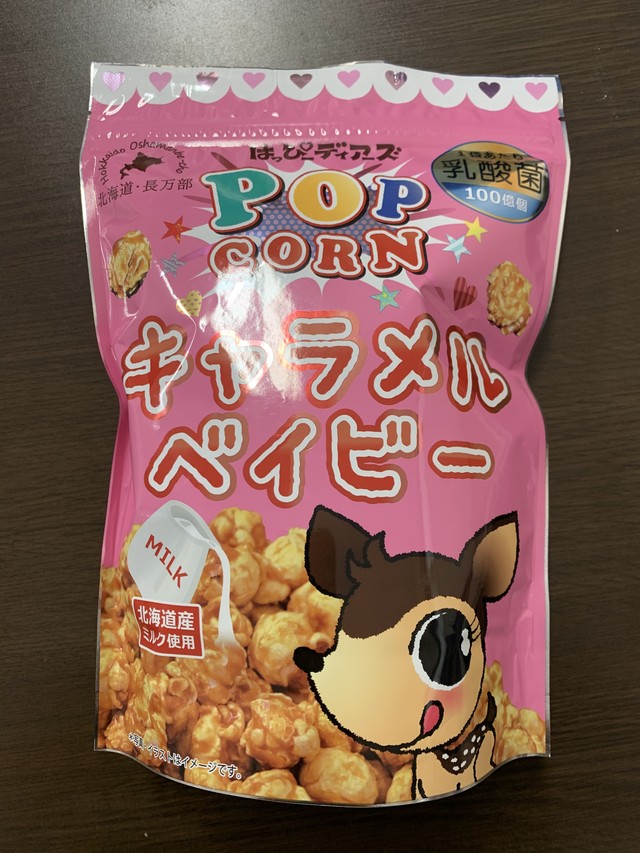 Hokkaido Oshamambe
北海道・長万部
はっぴーディアーズ
POP
CORN
1袋あたり
乳酸菌
100億個
キャラメル
ベイビー
MILK
北海道産
ミルク使用
*写真・イラストはイメージです。